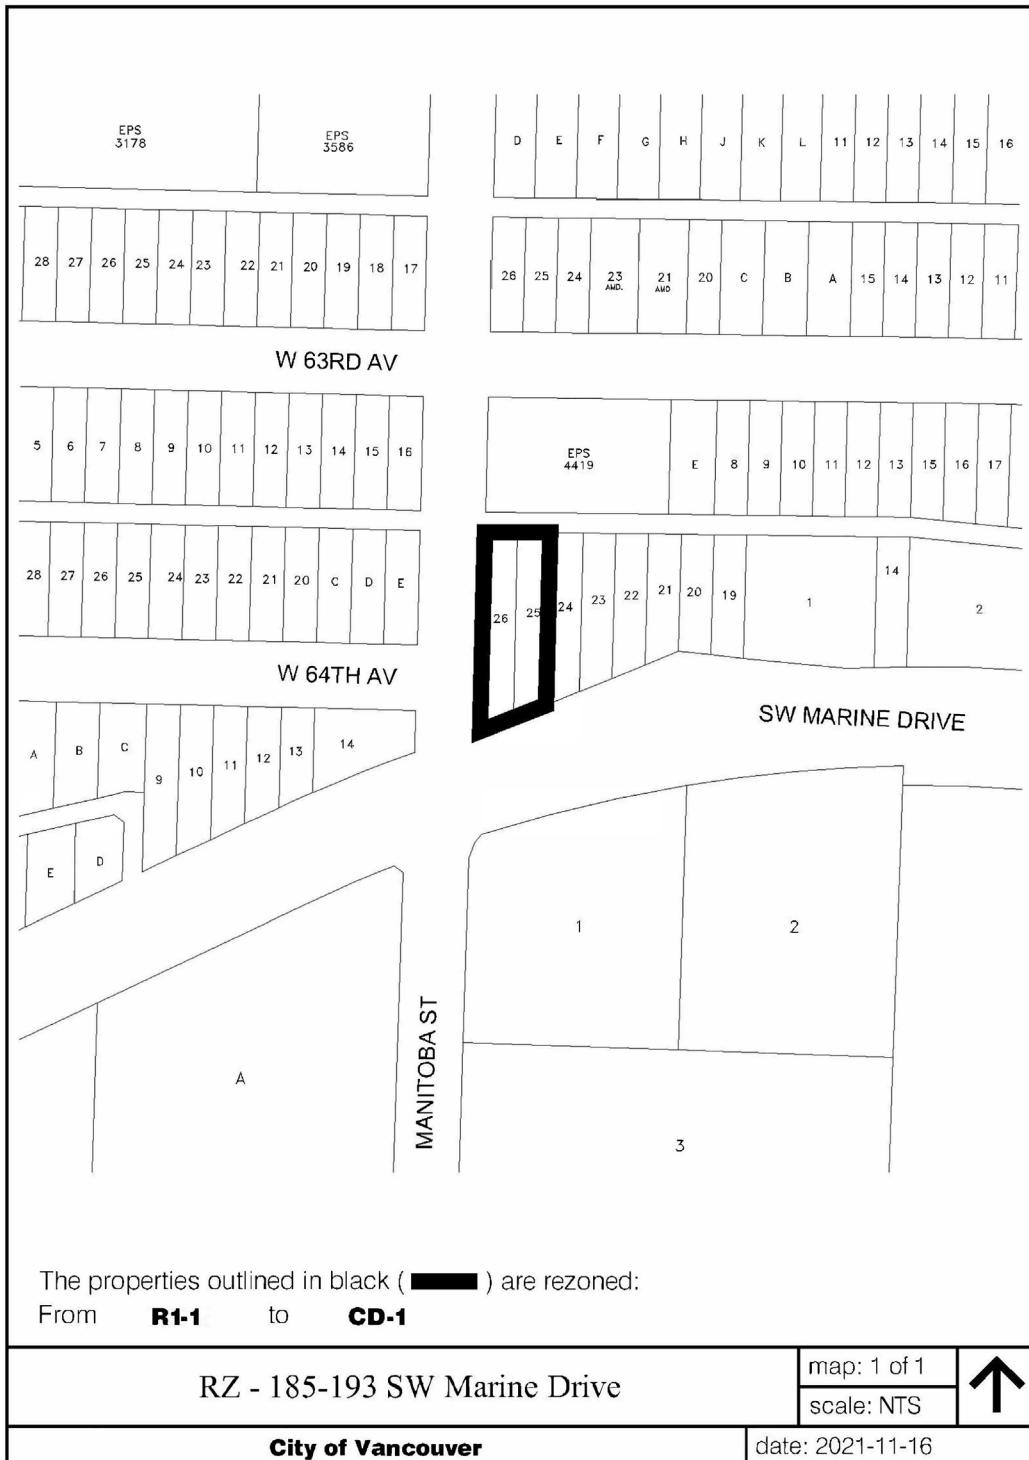 EPS
3178
EPS
3586
D E F G H J K L 11 12 13 14 15 16
28 27 26 25 24 23 22 21 20 19 18 17
26 25 24 23 21 20 C B A 15 14 13 12 11
AMD. AMD
W 63RD AV
5 6 7 8 9 10 11 12 13 14 15 16
EPS
4419
E 8 9 10 11 12 13 15 16 17
28 27 26 25 24 23 22 21 20 C D E
26 25 24 23 22 21 20 19 1 14 2
W 64TH AV
SW MARINE DRIVE
A B C 9 10 11 12 13 14
E D
1 2
MANITOBA ST
A
3
The properties outlined in black ( ) are rezoned:
From R1-1 to CD-1
RZ - 185-193 SW Marine Drive
map: 1 of 1
scale: NTS
City of Vancouver
date: 2021-11-16